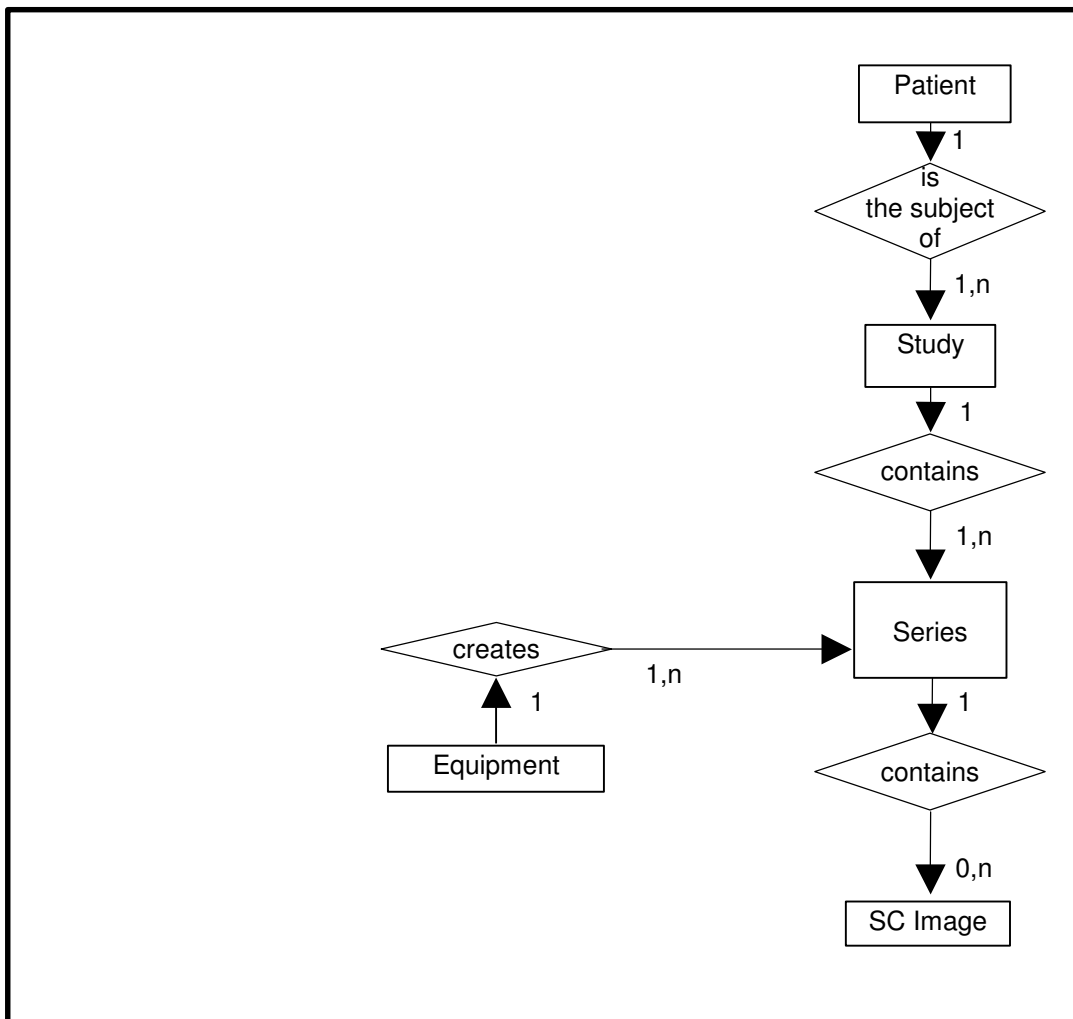 Patient
1
is
the subject
of
1,n
Study
1
contains
1,n
Series
creates
1,n
1
1
Equipment
contains
0,n
SC Image